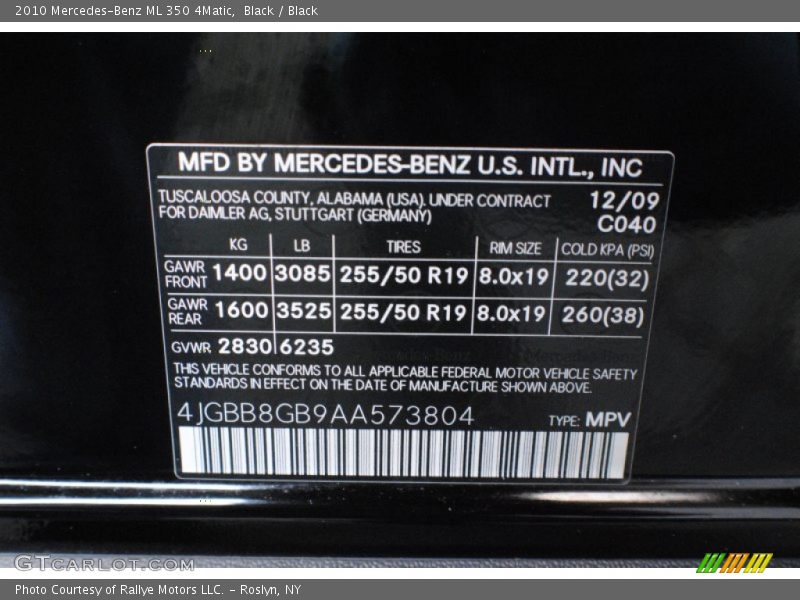 2010 Mercedes-Benz ML 350 4Matic, Black / Black
MFD BY MERCEDES-BENZ U.S. INTL., INC
TUSCALOOSA COUNTY, ALABAMA (USA). UNDER CONTRACT 12/09
FOR DAIMLER AG, STUTTGART (GERMANY) C040
KG LB TIRES RIM SIZE COLD KPA (PSI)
GAWR FRONT 1400 3085 255/50 R19 8.0x19 220(32)
GAWR REAR 1600 3525 255/50 R19 8.0x19 260(38)
GVWR 2830 6235
THIS VEHICLE CONFORMS TO ALL APPLICABLE FEDERAL MOTOR VEHICLE SAFETY
STANDARDS IN EFFECT ON THE DATE OF MANUFACTURE SHOWN ABOVE.
4JGBB8GB9AA573804 TYPE: MPV
GTCARLOT.COM
Photo Courtesy of Rallye Motors LLC. - Roslyn, NY